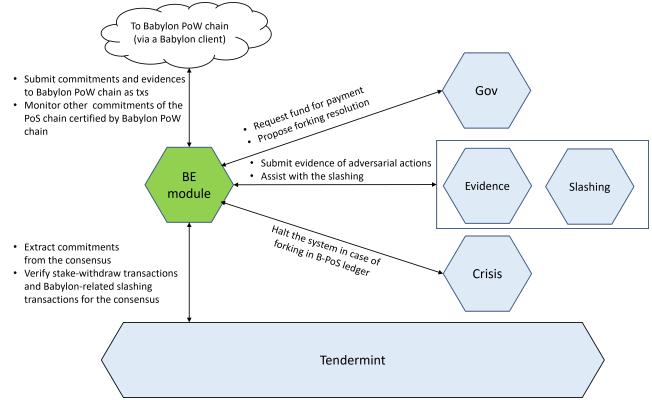 To Babylon PoW chain
(via a Babylon client)
• Submit commitments and evidences
to Babylon PoW chain as txs
• Monitor other commitments of the
PoS chain certified by Babylon PoW
chain
• Request fund for payment
• Propose forking resolution
Gov
BE
module
• Submit evidence of adversarial actions
• Assist with the slashing
Evidence
Slashing
Halt the system in case of
forking in B-PoS ledger
Crisis
• Extract commitments
from the consensus
• Verify stake-withdraw transactions
and Babylon-related slashing
transactions for the consensus
Tendermint